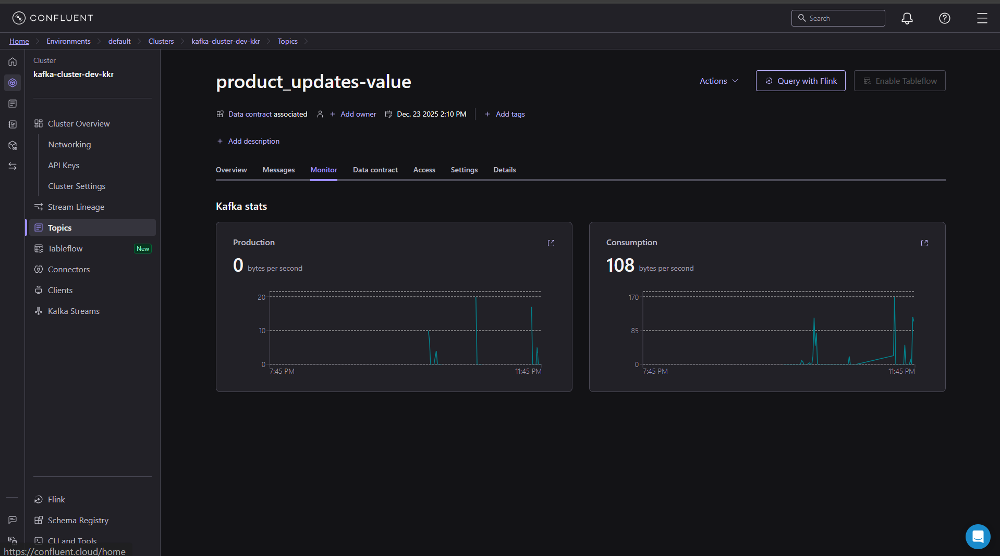 CONFLUENT
Search
Home
Environments
default
Clusters
kafka-cluster-dev-kkr
Topics
Cluster
kafka-cluster-dev-kkr
Cluster Overview
Networking
API Keys
Cluster Settings
Stream Lineage
Topics
Tableflow
New
Connectors
Clients
Kafka Streams
Flink
Schema Registry
CLI and Tools
https://confluent.cloud/home
product_updates-value
Actions
Query with Flink
Enable Tableflow
Data contract associated
Add owner
Dec. 23 2025 2:10 PM
Add tags
Add description
Overview
Messages
Monitor
Data contract
Access
Settings
Details
Kafka stats
Production
0 bytes per second
20
10
0
7:45 PM
11:45 PM
Consumption
108 bytes per second
170
85
0
7:45 PM
11:45 PM